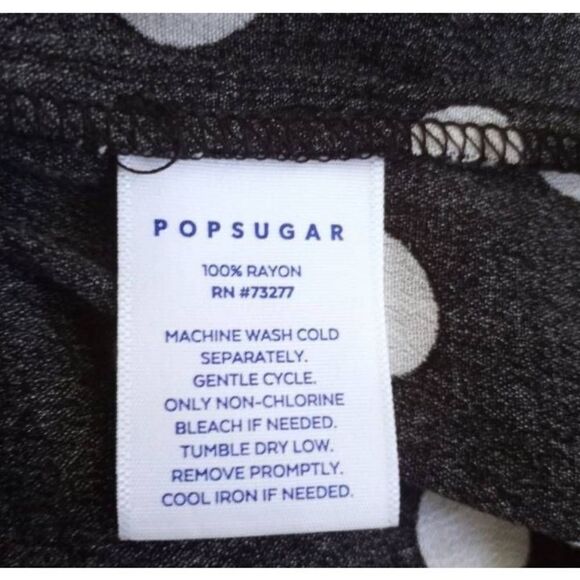 POPSUGAR
100% RAYON
RN #73277
MACHINE WASH COLD
SEPARATELY.
GENTLE CYCLE.
ONLY NON-CHLORINE
BLEACH IF NEEDED.
TUMBLE DRY LOW.
REMOVE PROMPTLY.
COOL IRON IF NEEDED.